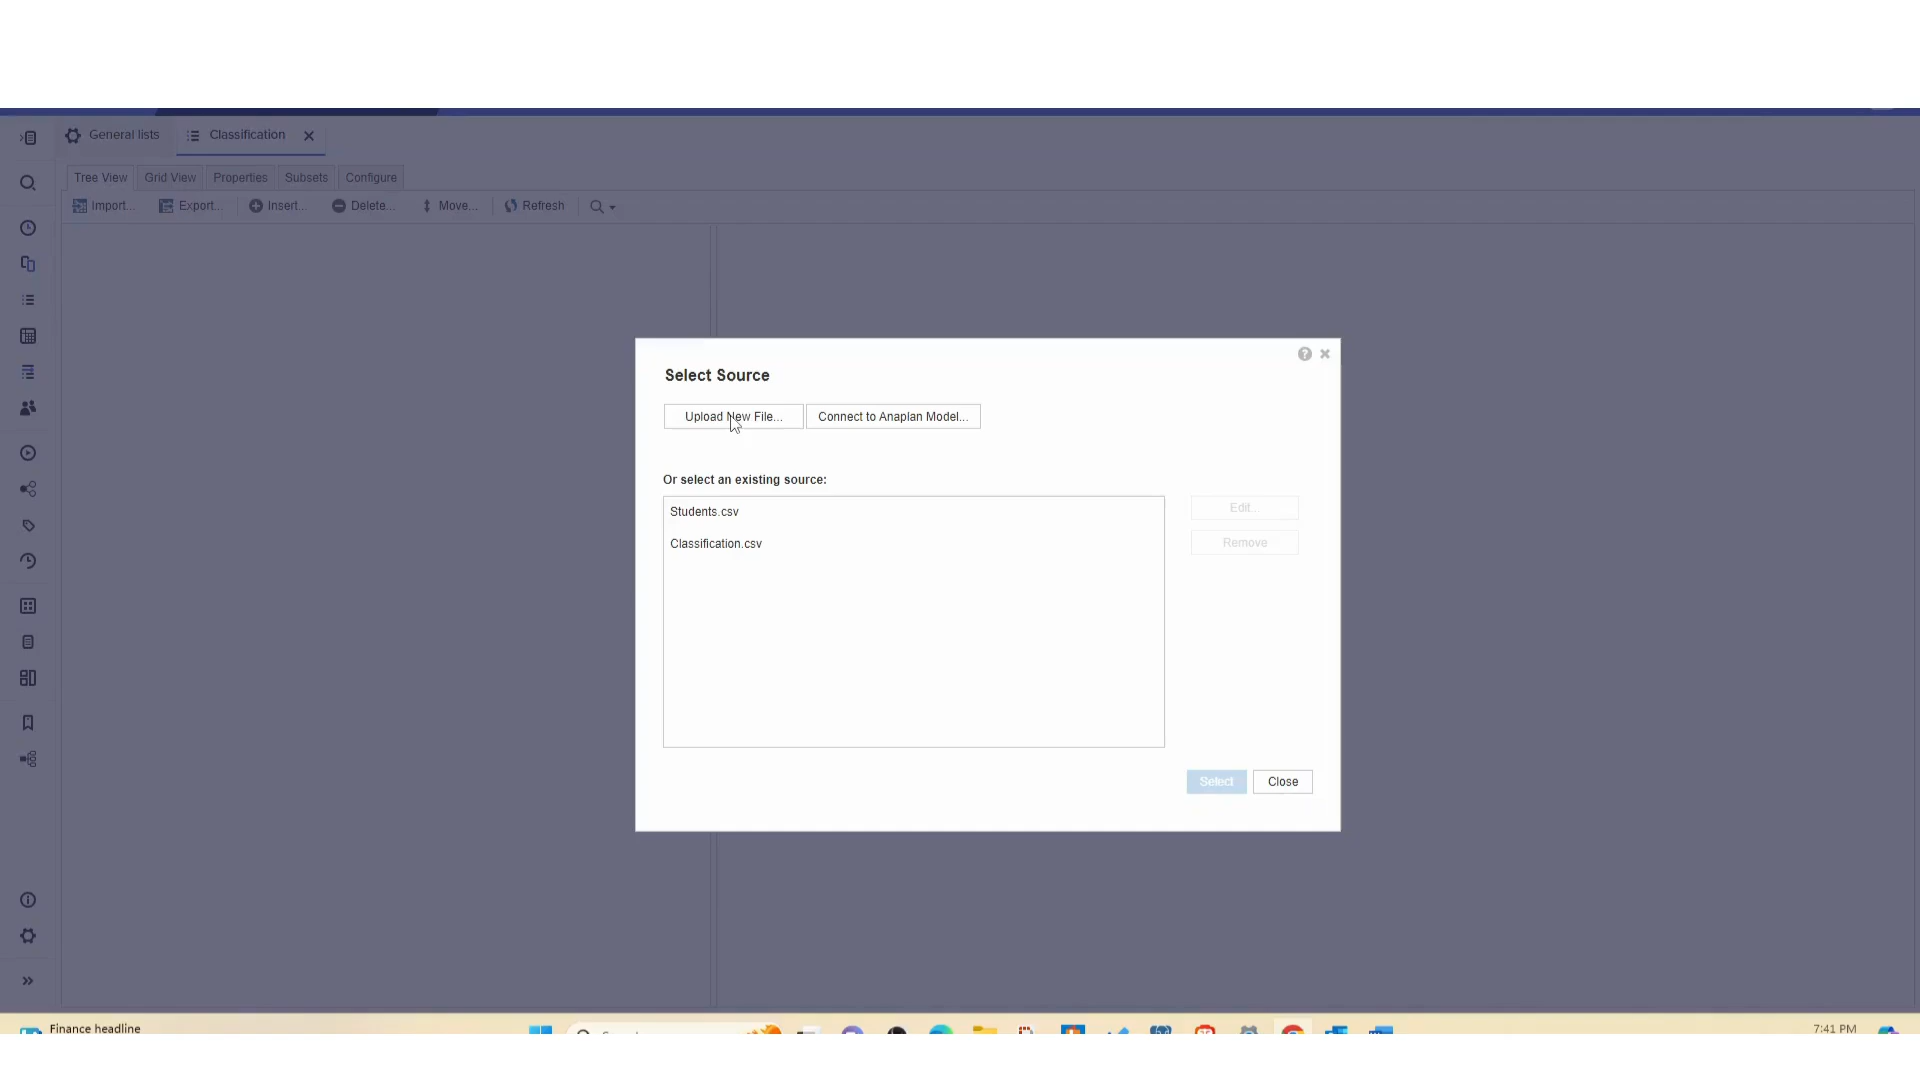 General lists
Classification
Tree View Grid View Properties Subsets Configure
Import... Export... Insert... Delete... Move... Refresh
Select Source
Upload New File... Connect to Anaplan Model...
Or select an existing source:
Students.csv
Classification.csv
Edit...
Remove
Select Close
Finance headline
7:41 PM